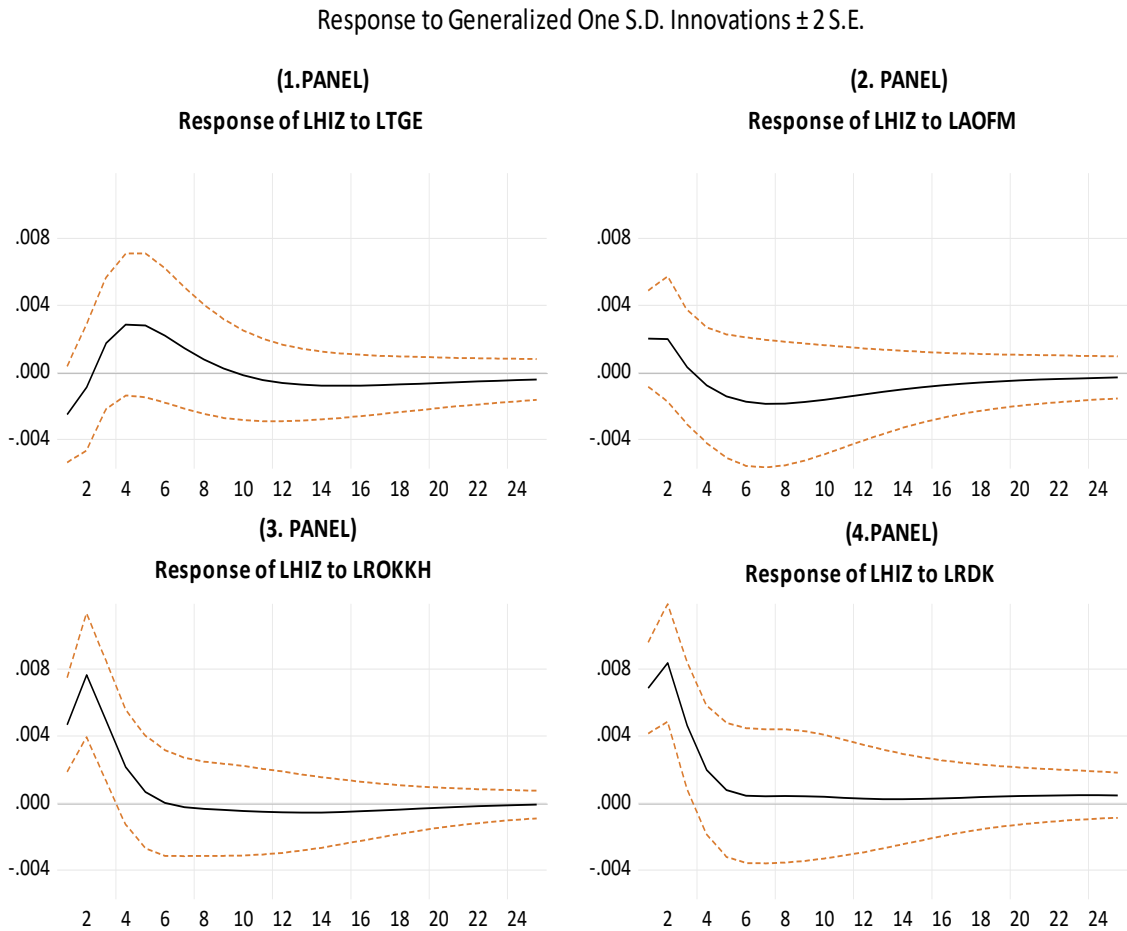 Response to Generalized One S.D. Innovations ± 2 S.E.
(1.PANEL)
Response of LHIZ to LTGE
.008
.004
.000
-.004
2 4 6 8 10 12 14 16 18 20 22 24
(2. PANEL)
Response of LHIZ to LAOFM
.008
.004
.000
-.004
2 4 6 8 10 12 14 16 18 20 22 24
(3. PANEL)
Response of LHIZ to LROKKH
.008
.004
.000
-.004
2 4 6 8 10 12 14 16 18 20 22 24
(4.PANEL)
Response of LHIZ to LRDK
.008
.004
.000
-.004
2 4 6 8 10 12 14 16 18 20 22 24